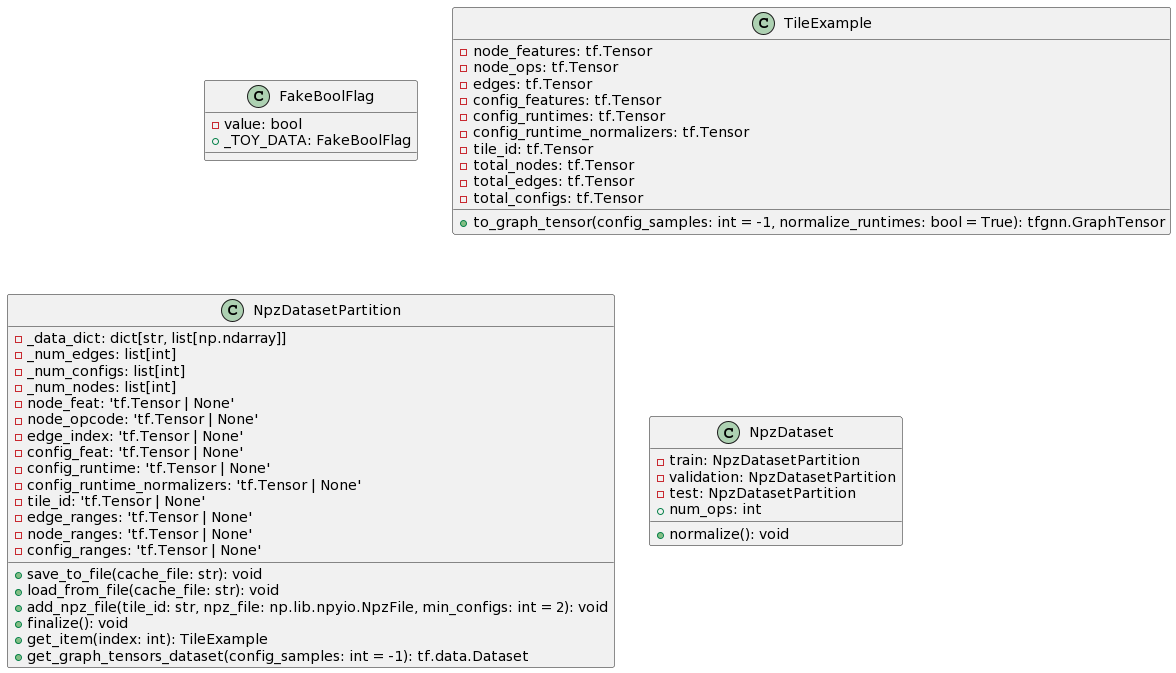 C FakeBoolFlag
value: bool
_TOY_DATA: FakeBoolFlag
C TileExample
node_features: tf.Tensor
node_ops: tf.Tensor
edges: tf.Tensor
config_features: tf.Tensor
config_runtimes: tf.Tensor
config_runtime_normalizers: tf.Tensor
tile_id: tf.Tensor
total_nodes: tf.Tensor
total_edges: tf.Tensor
total_configs: tf.Tensor
to_graph_tensor(config_samples: int = -1, normalize_runtimes: bool = True): tfgnn.GraphTensor
C NpzDatasetPartition
_data_dict: dict[str, list[np.ndarray]]
_num_edges: list[int]
_num_configs: list[int]
_num_nodes: list[int]
node_feat: 'tf.Tensor | None'
node_opcode: 'tf.Tensor | None'
edge_index: 'tf.Tensor | None'
config_feat: 'tf.Tensor | None'
config_runtime: 'tf.Tensor | None'
config_runtime_normalizers: 'tf.Tensor | None'
tile_id: 'tf.Tensor | None'
edge_ranges: 'tf.Tensor | None'
node_ranges: 'tf.Tensor | None'
config_ranges: 'tf.Tensor | None'
save_to_file(cache_file: str): void
load_from_file(cache_file: str): void
add_npz_file(tile_id: str, npz_file: np.lib.npyio.NpzFile, min_configs: int = 2): void
finalize(): void
get_item(index: int): TileExample
get_graph_tensors_dataset(config_samples: int = -1): tf.data.Dataset
C NpzDataset
train: NpzDatasetPartition
validation: NpzDatasetPartition
test: NpzDatasetPartition
num_ops: int
normalize(): void